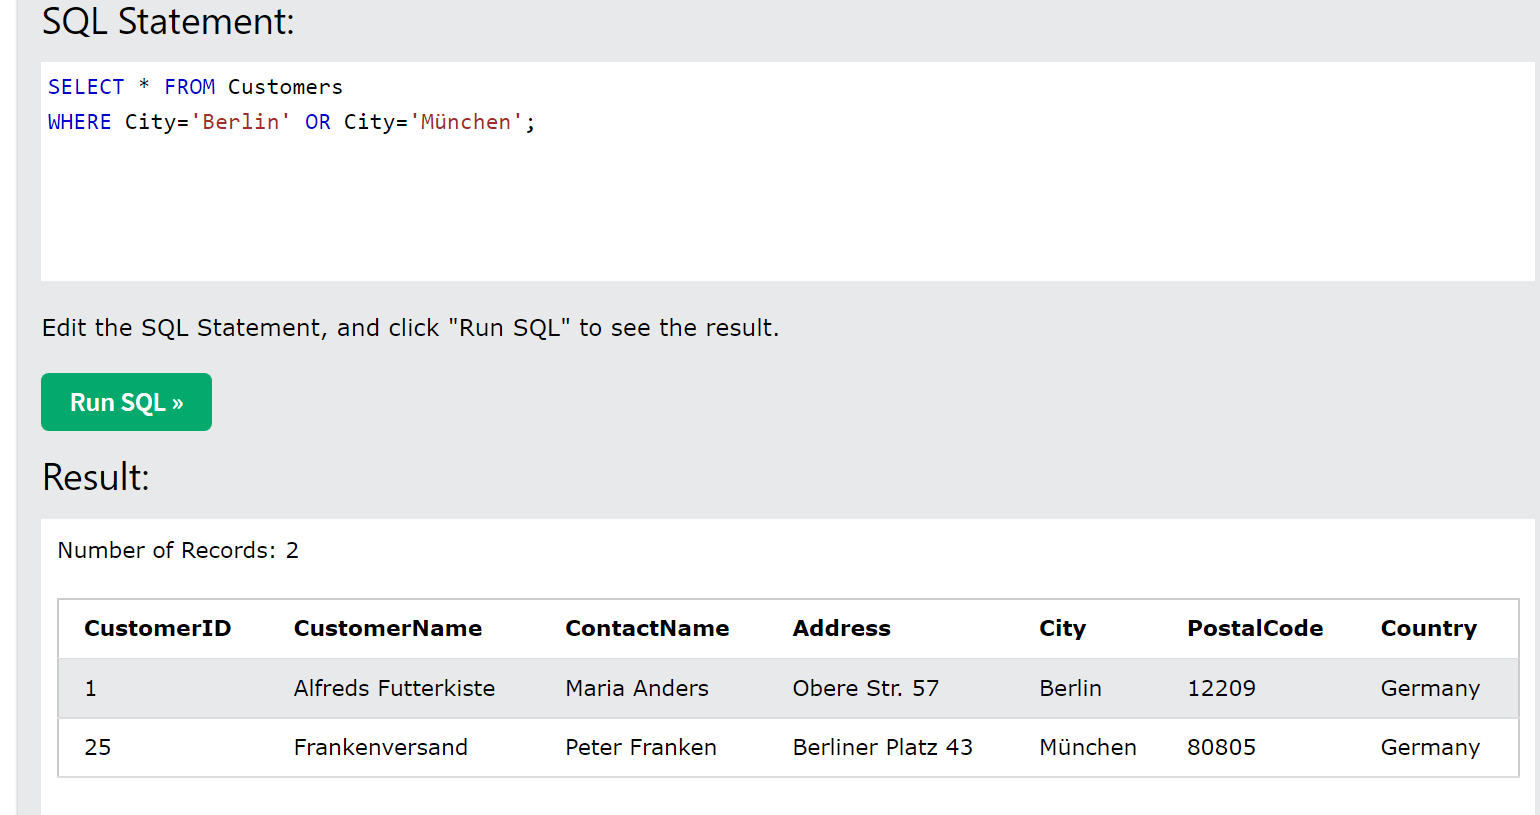 SQL Statement:
SELECT * FROM Customers
WHERE City='Berlin' OR City='München';
Edit the SQL Statement, and click "Run SQL" to see the result.
Run SQL »
Result:
Number of Records: 2
CustomerID CustomerName ContactName Address City PostalCode Country
1 Alfreds Futterkiste Maria Anders Obere Str. 57 Berlin 12209 Germany
25 Frankenversand Peter Franken Berliner Platz 43 München 80805 Germany